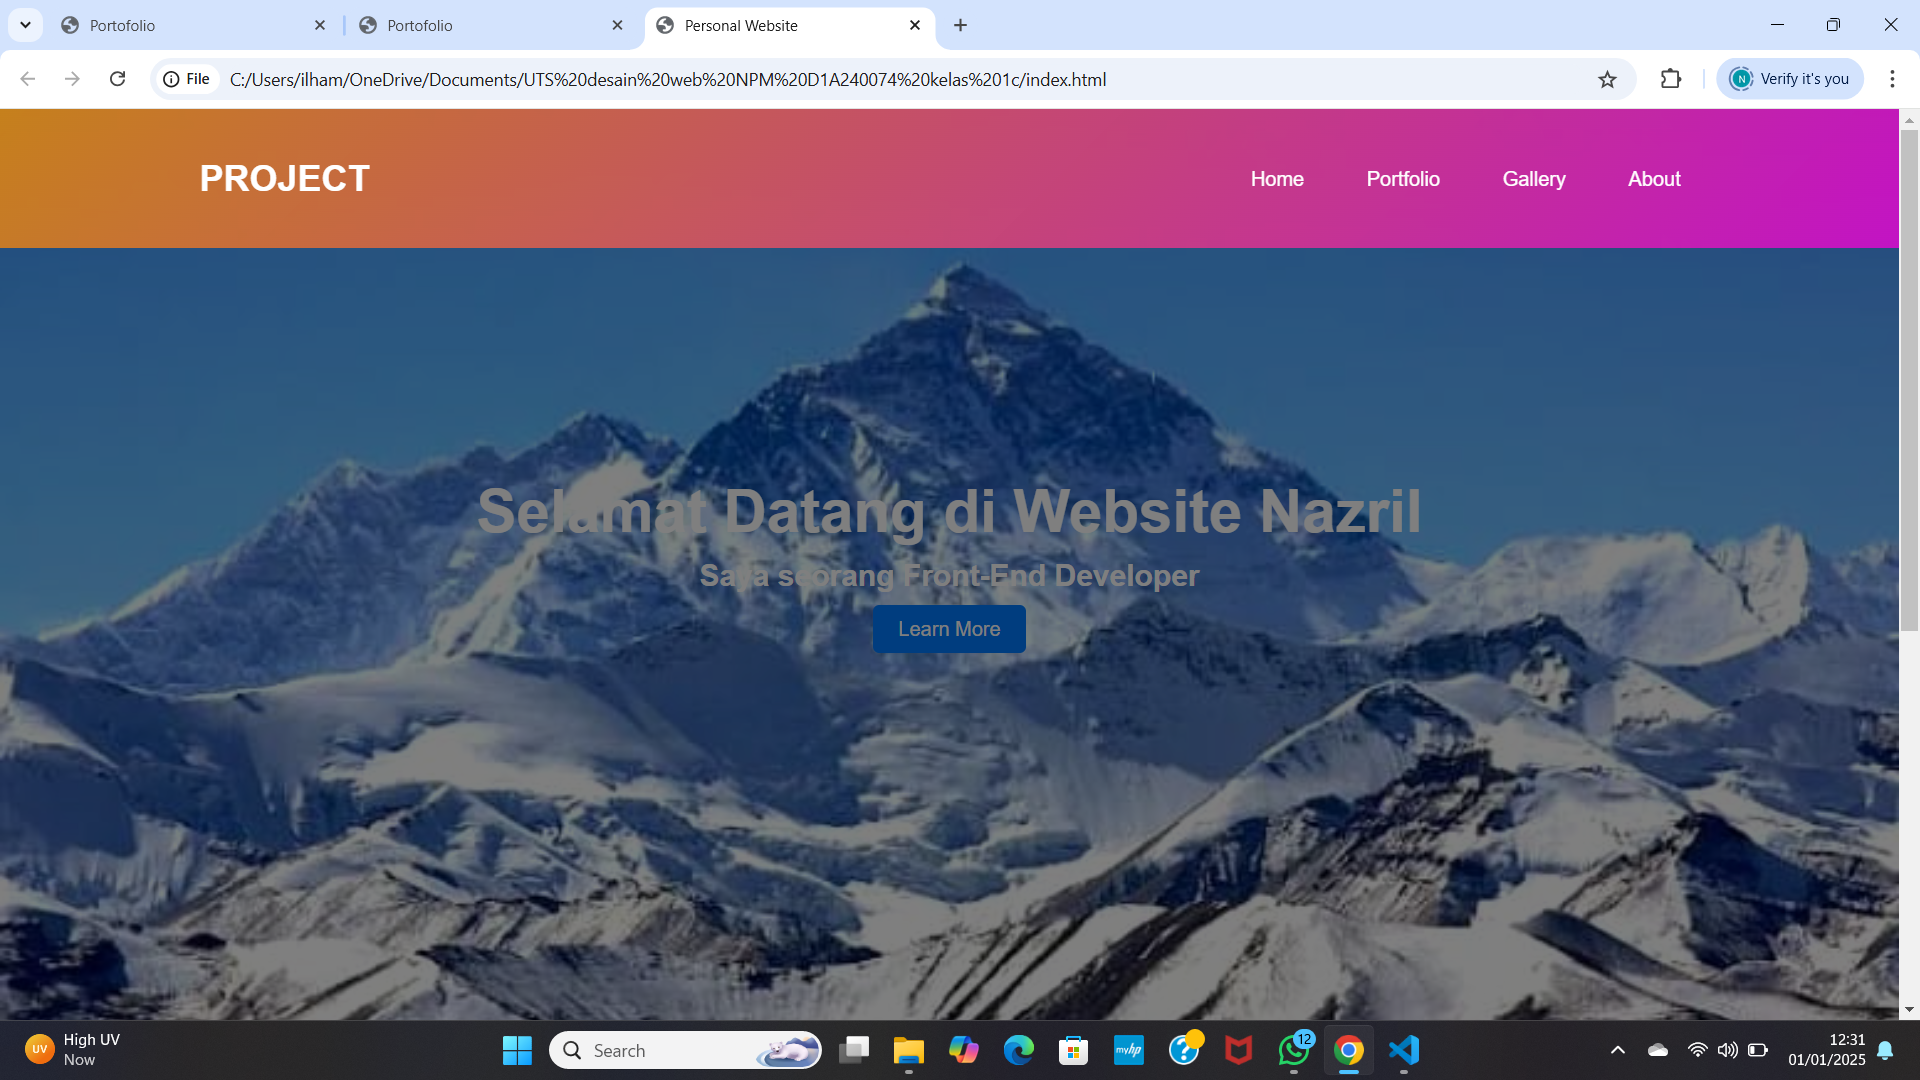 Portofolio
Portofolio
Personal Website
File
C:/Users/ilham/OneDrive/Documents/UTS%20desain%20web%20NPM%20D1A240074%20kelas%201c/index.html
N
Verify it's you
PROJECT
Home
Portfolio
Gallery
About
Selamat Datang di Website Nazril
Saya seorang Front-End Developer
Learn More
UV
High UV
Now
Search
myhp
12
12:31
01/01/2025